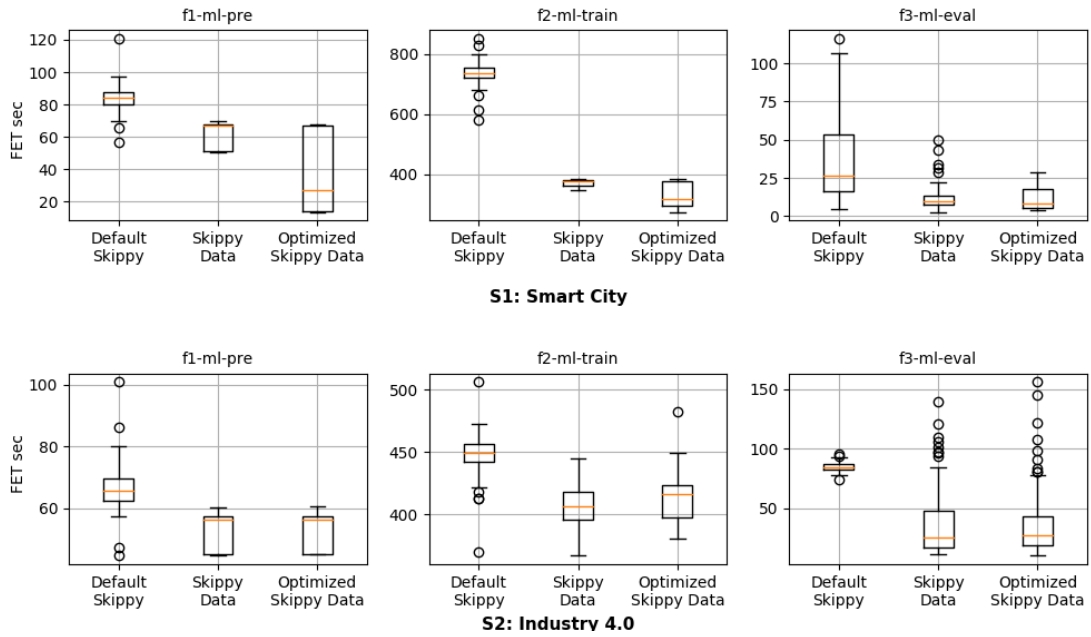 f1-ml-pre
f2-ml-train
f3-ml-eval
FET sec
120
100
80
60
40
20
800
600
400
100
75
50
25
0
Default
Skippy
Skippy
Data
Optimized
Skippy Data
Default
Skippy
Skippy
Data
Optimized
Skippy Data
Default
Skippy
Skippy
Data
Optimized
Skippy Data
S1: Smart City
f1-ml-pre
f2-ml-train
f3-ml-eval
FET sec
100
80
60
500
450
400
150
100
50
Default
Skippy
Skippy
Data
Optimized
Skippy Data
Default
Skippy
Skippy
Data
Optimized
Skippy Data
Default
Skippy
Skippy
Data
Optimized
Skippy Data
S2: Industry 4.0